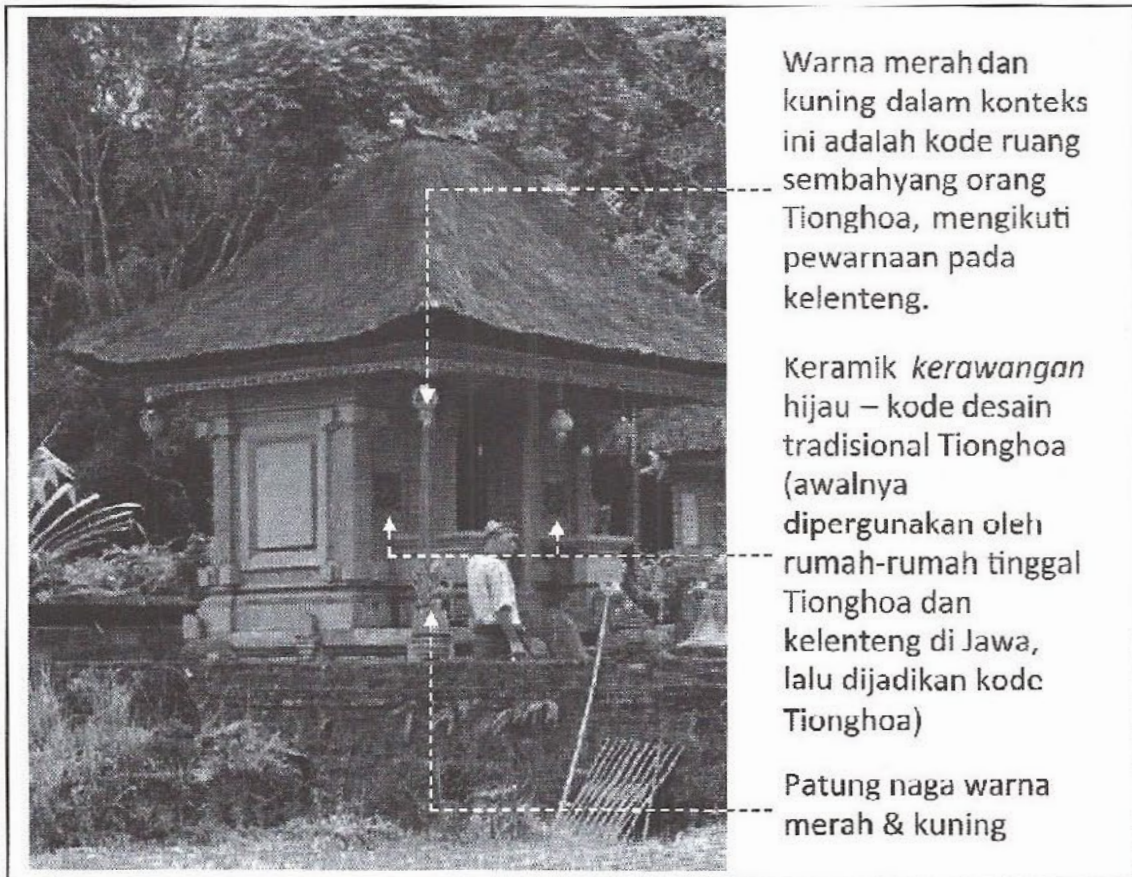 Warna merah dan
kuning dalam konteks
ini adalah kode ruang
sembahyang orang
Tionghoa, mengikuti
pewarnaan pada
kelenteng.
Keramik kerawangan
hijau – kode desain
tradisional Tionghoa
(awalnya
dipergunakan oleh
rumah-rumah tinggal
Tionghoa dan
kelenteng di Jawa,
lalu dijadikan kode
Tionghoa)
Patung naga warna
merah & kuning